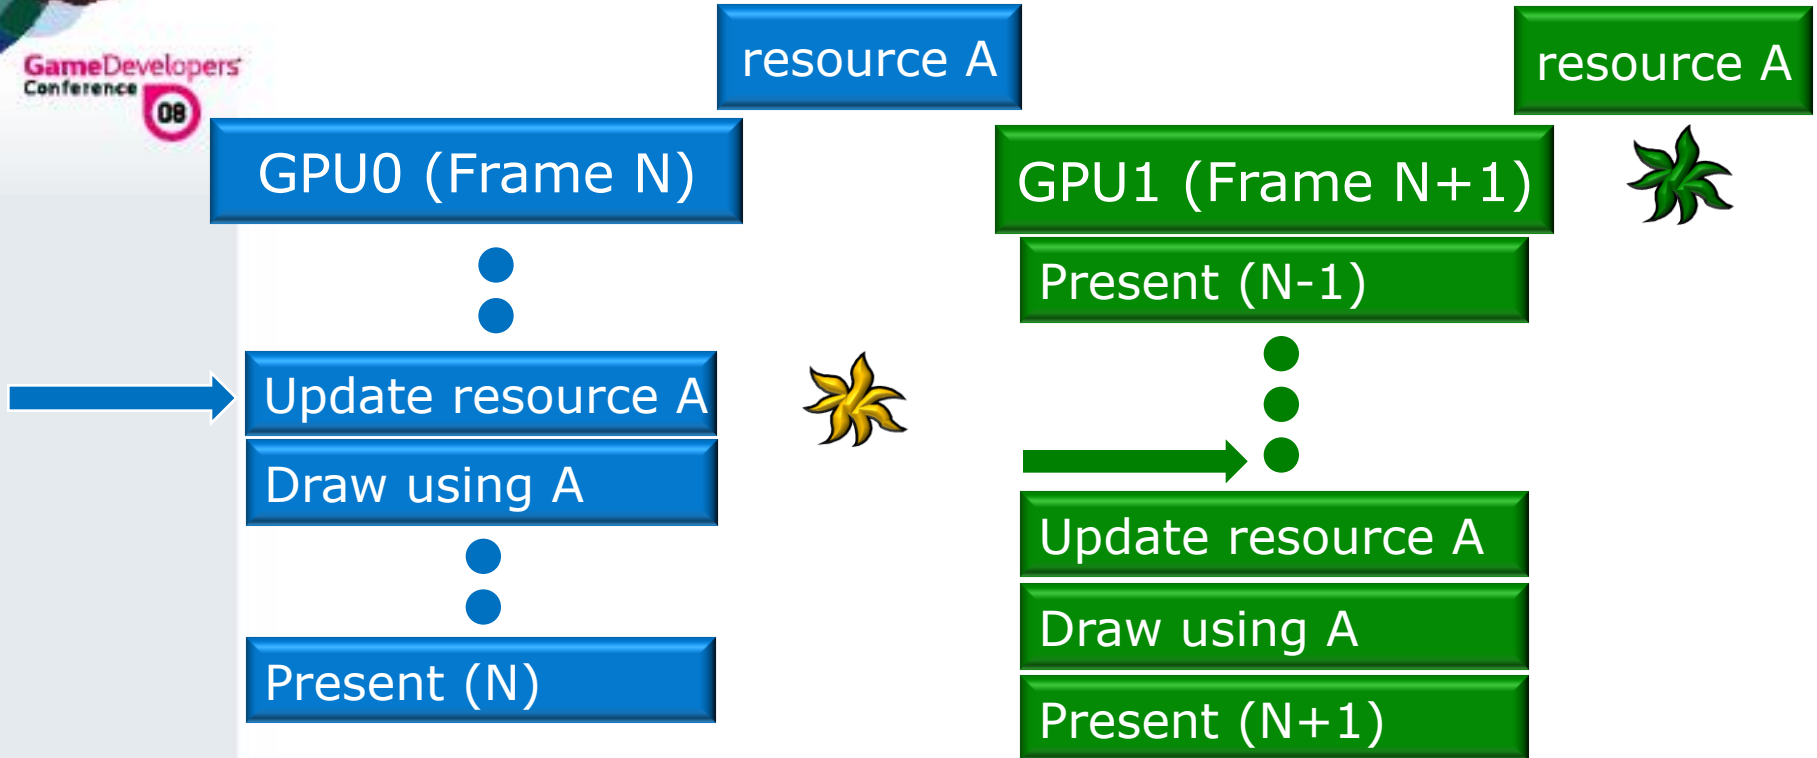 GameDevelopers
Conference
08
resource A
GPU0 (Frame N)
Update resource A
Draw using A
Present (N)
resource A
GPU1 (Frame N+1)
Present (N-1)
Update resource A
Draw using A
Present (N+1)